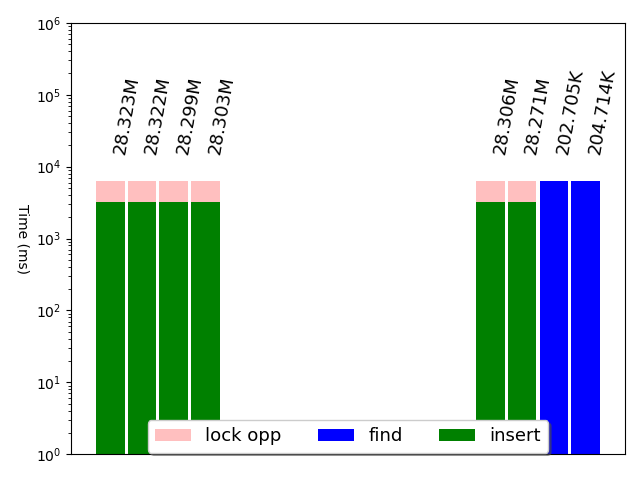 10^6
10^5
10^4
10^3
10^2
10^1
10^0
Time (ms)
28.323M
28.322M
28.299M
28.303M
28.306M
28.271M
202.705K
204.714K
lock opp find insert